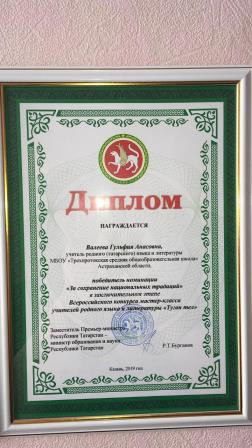 Диплом
НАГРАЖДАЕТСЯ
Валеева Гульфия Анасовна,
учитель родного (татарского) языка и литературы
МБОУ «Трехпротокская средняя общеобразовательная школа»
Астраханской области,
победитель номинации
«За сохранение национальных традиций»
в заключительном этапе
Всероссийского конкурса мастер-класса
учителей родного языка и литературы «Туган тел»
Заместитель Премьер-министра
Республики Татарстан –
министр образования и науки
Республики Татарстан
Р.Т.Бурганов
Казань, 2019 год